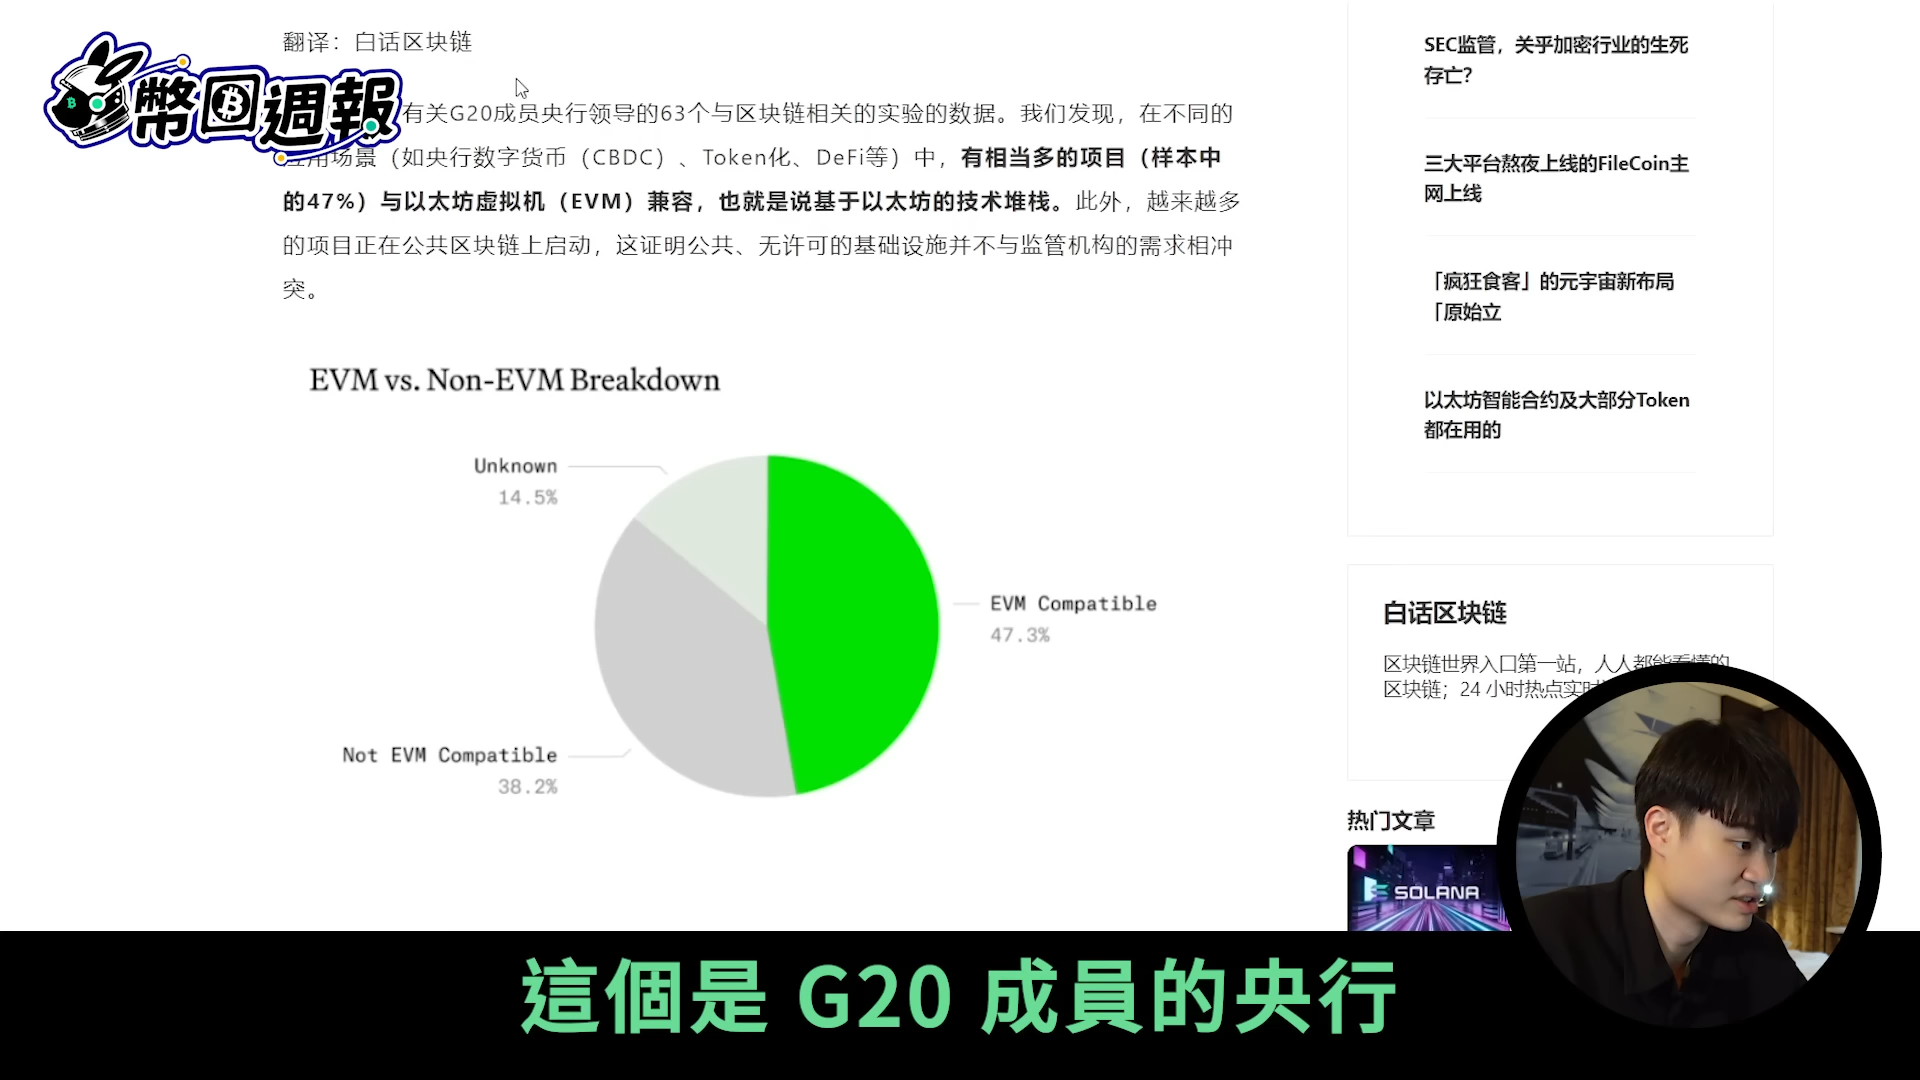 翻译：白话区块链
幣回週報
有关G20成员央行领导的63个与区块链相关的实验的数据。我们发现，在不同的
应用场景（如央行数字货币（CBDC）、Token化、DeFi等）中，有相当多的项目（样本中
的47%）与以太坊虚拟机（EVM）兼容，也就是说基于以太坊的技术堆栈。此外，越来越多
的项目正在公共区块链上启动，这证明公共、无许可的基础设施并不与监管机构的需求相冲
突。
EVM vs. Non-EVM Breakdown
Unknown
14.5%
EVM Compatible
47.3%
Not EVM Compatible
38.2%
SEC监管，关乎加密行业的生死
存亡？
三大平台熬夜上线的FileCoin主
网上线
「疯狂食客」的元宇宙新布局
「原始立
以太坊智能合约及大部分Token
都在用的
白话区块链
区块链世界入口第一站，人人都能看懂的
区块链；24 小时热点实时
热门文章
SOLANA
這個是 G20 成員的央行